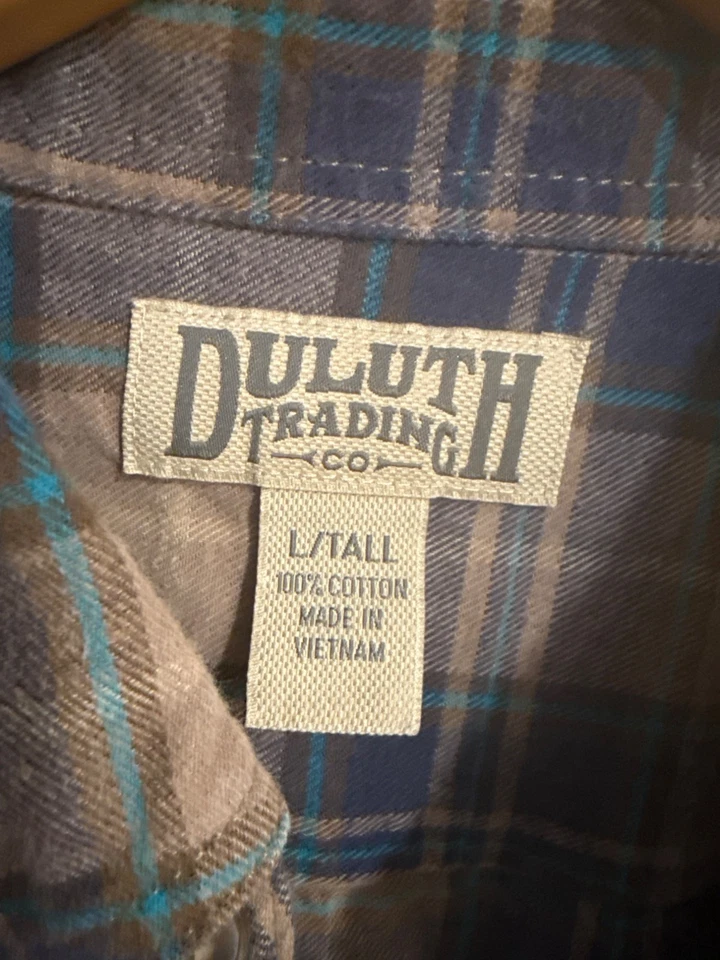 DULUTH
TRADING
CO
L/TALL
100% COTTON
MADE IN
VIETNAM